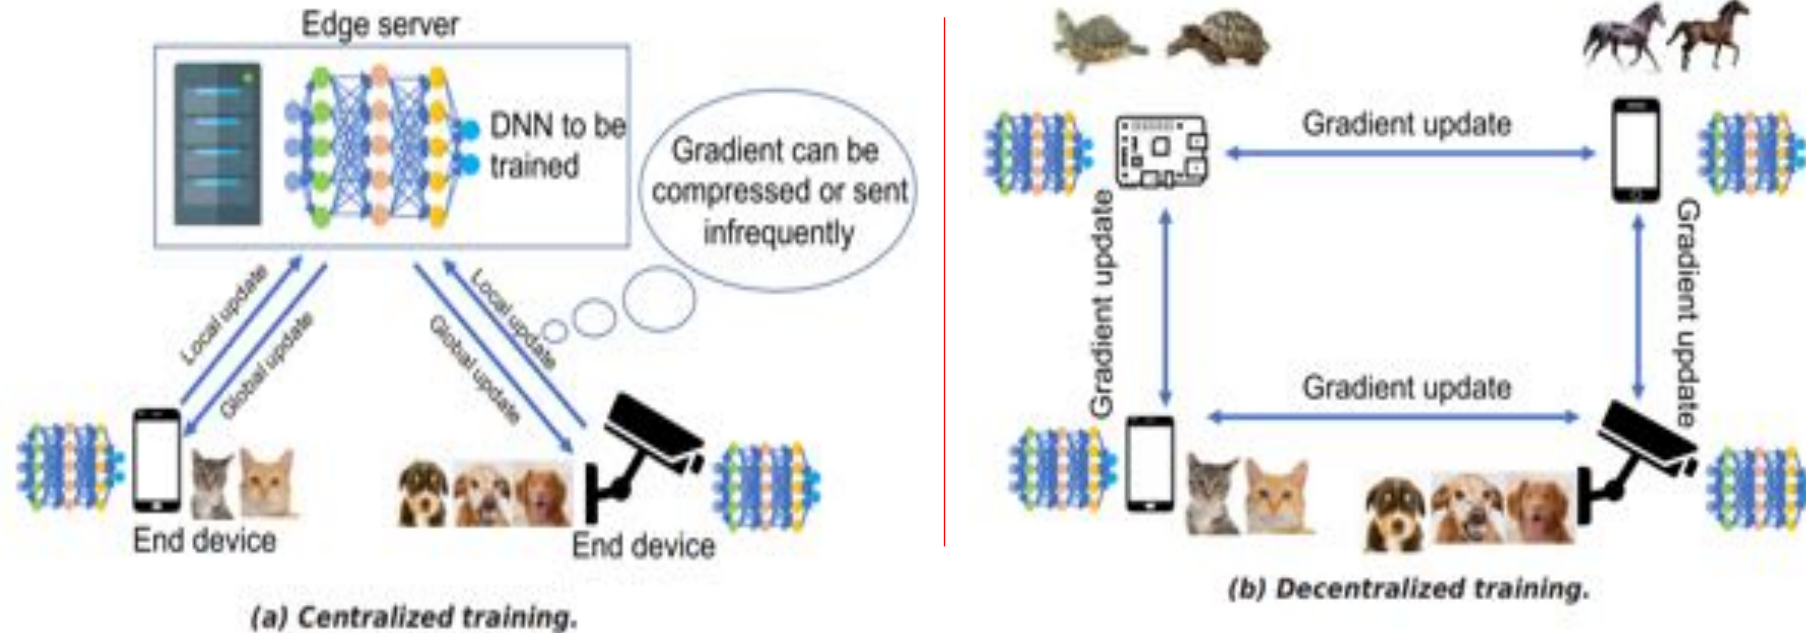 Edge server
DNN to be
trained
Gradient can be
compressed or sent
infrequently
Local update
Global update
Local update
Global update
End device
End device
(a) Centralized training.
Gradient update
Gradient update
Gradient update
Gradient update
(b) Decentralized training.